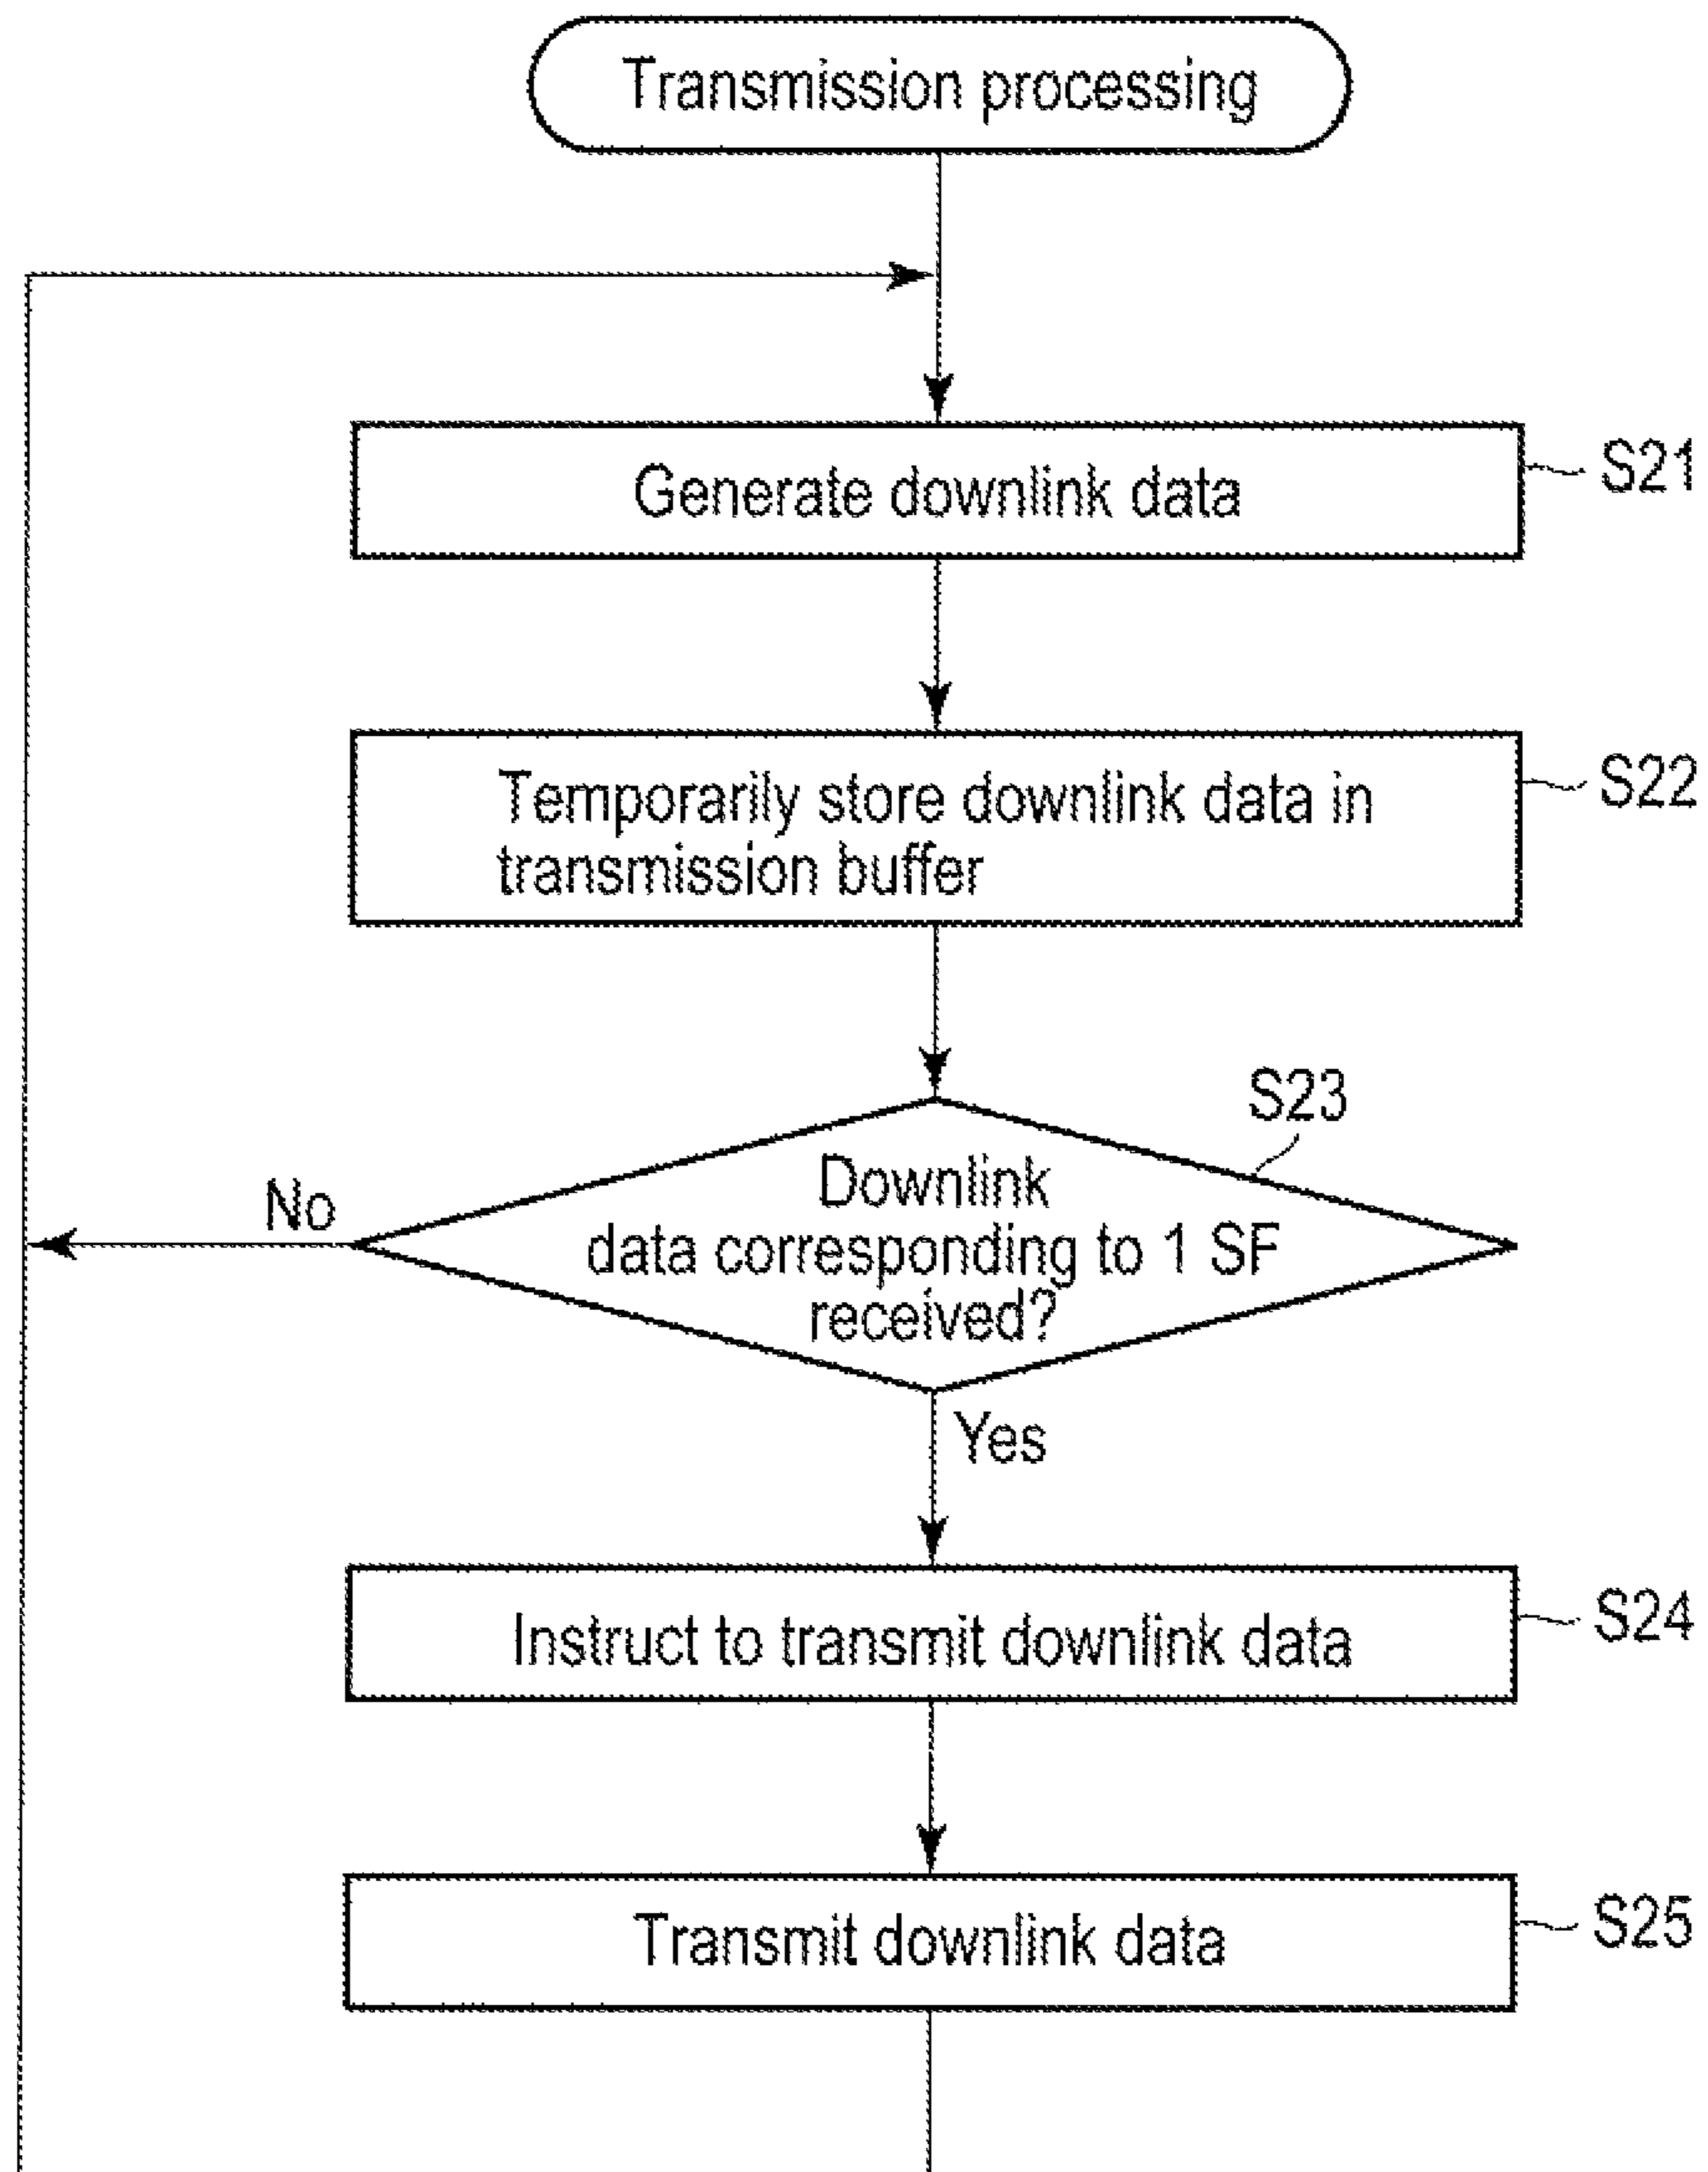 Transmission processing
Generate downlink data
S21
Temporarily store downlink data in
transmission buffer
S22
S23
Downlink
data corresponding to 1 SF
received?
No
Yes
Instruct to transmit downlink data
S24
Transmit downlink data
S25